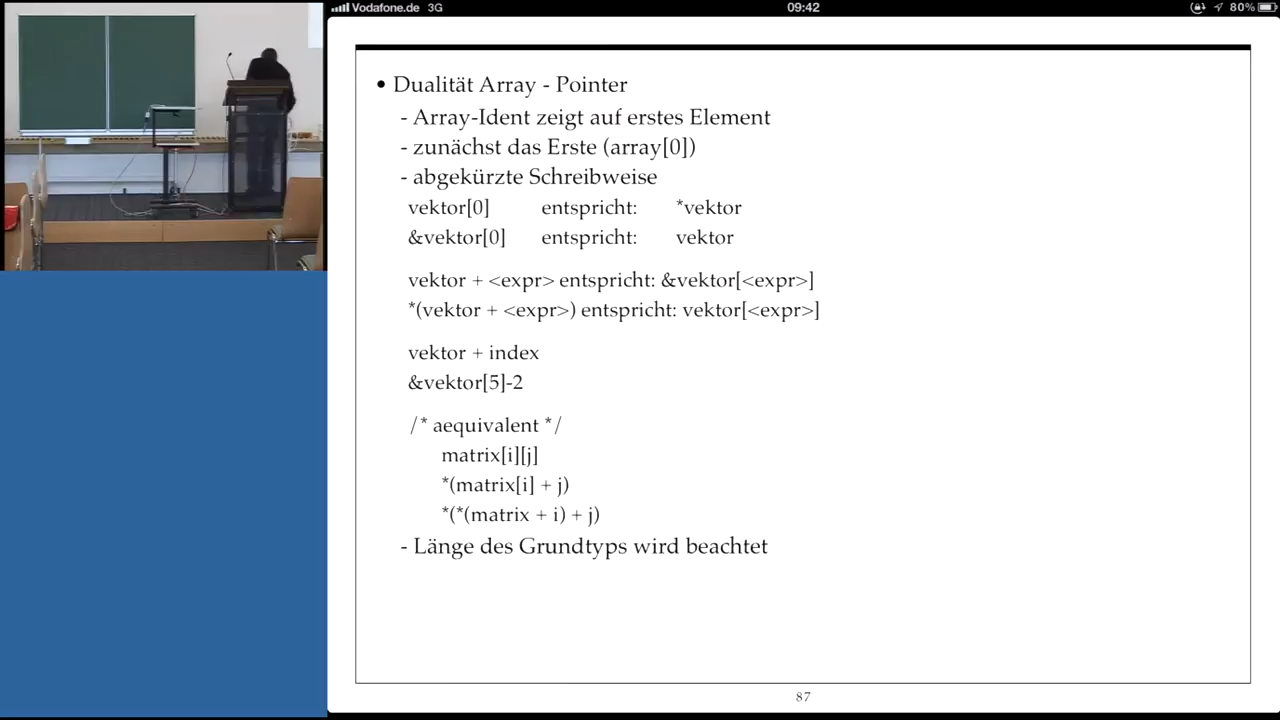 Vodafone.de 3G 09:42 80%
• Dualität Array - Pointer
- Array-Ident zeigt auf erstes Element
- zunächst das Erste (array[0])
- abgekürzte Schreibweise
vektor[0] entspricht: *vektor
&vektor[0] entspricht: vektor
vektor + <expr> entspricht: &vektor[<expr>]
*(vektor + <expr>) entspricht: vektor[<expr>]
vektor + index
&vektor[5]-2
/* aequivalent */
matrix[i][j]
*(matrix[i] + j)
*(*(matrix + i) + j)
- Länge des Grundtyps wird beachtet
87